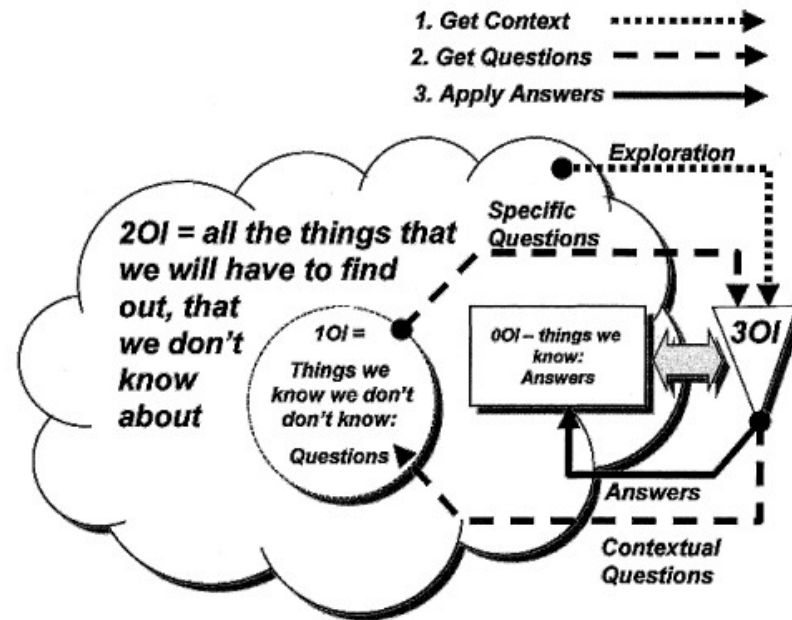 1. Get Context
2. Get Questions
3. Apply Answers
Exploration
2OI = all the things that
we will have to find
out, that
we don't
know
about
Specific
Questions
1OI =
Things we
know we don't
don't know:
Questions
0OI – things we
know:
Answers
3OI
Answers
Contextual
Questions